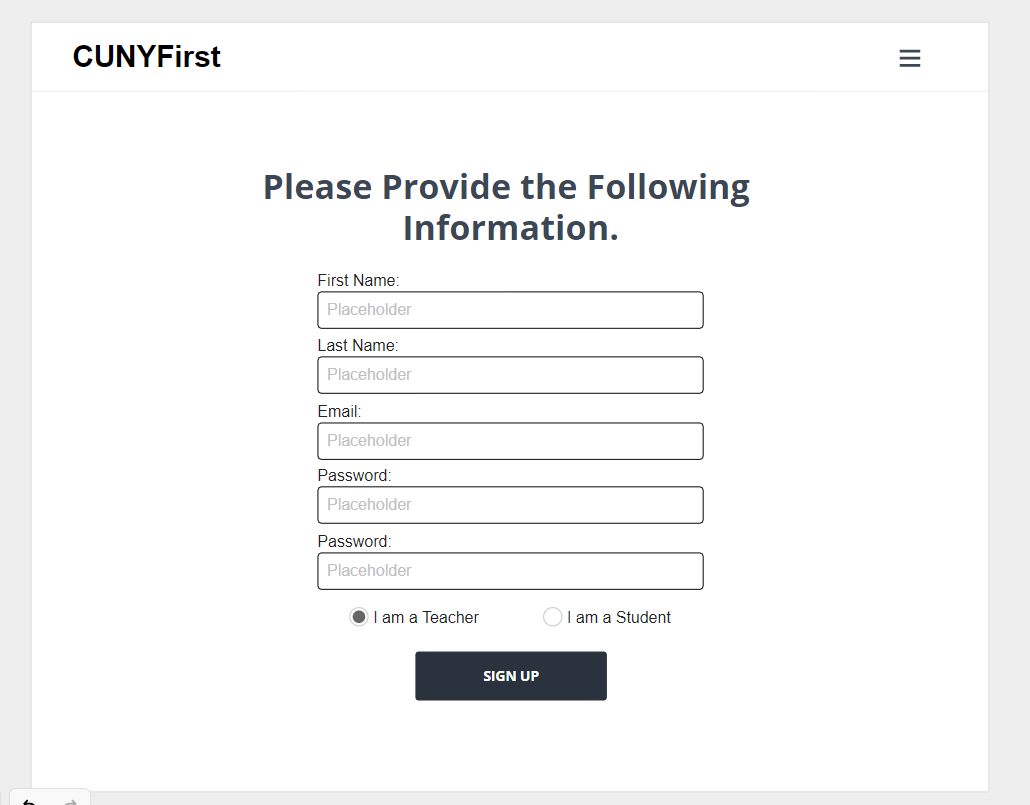 CUNYFirst
Please Provide the Following
Information.
First Name:
Placeholder
Last Name:
Placeholder
Email:
Placeholder
Password:
Placeholder
Password:
Placeholder
I am a Teacher I am a Student
SIGN UP